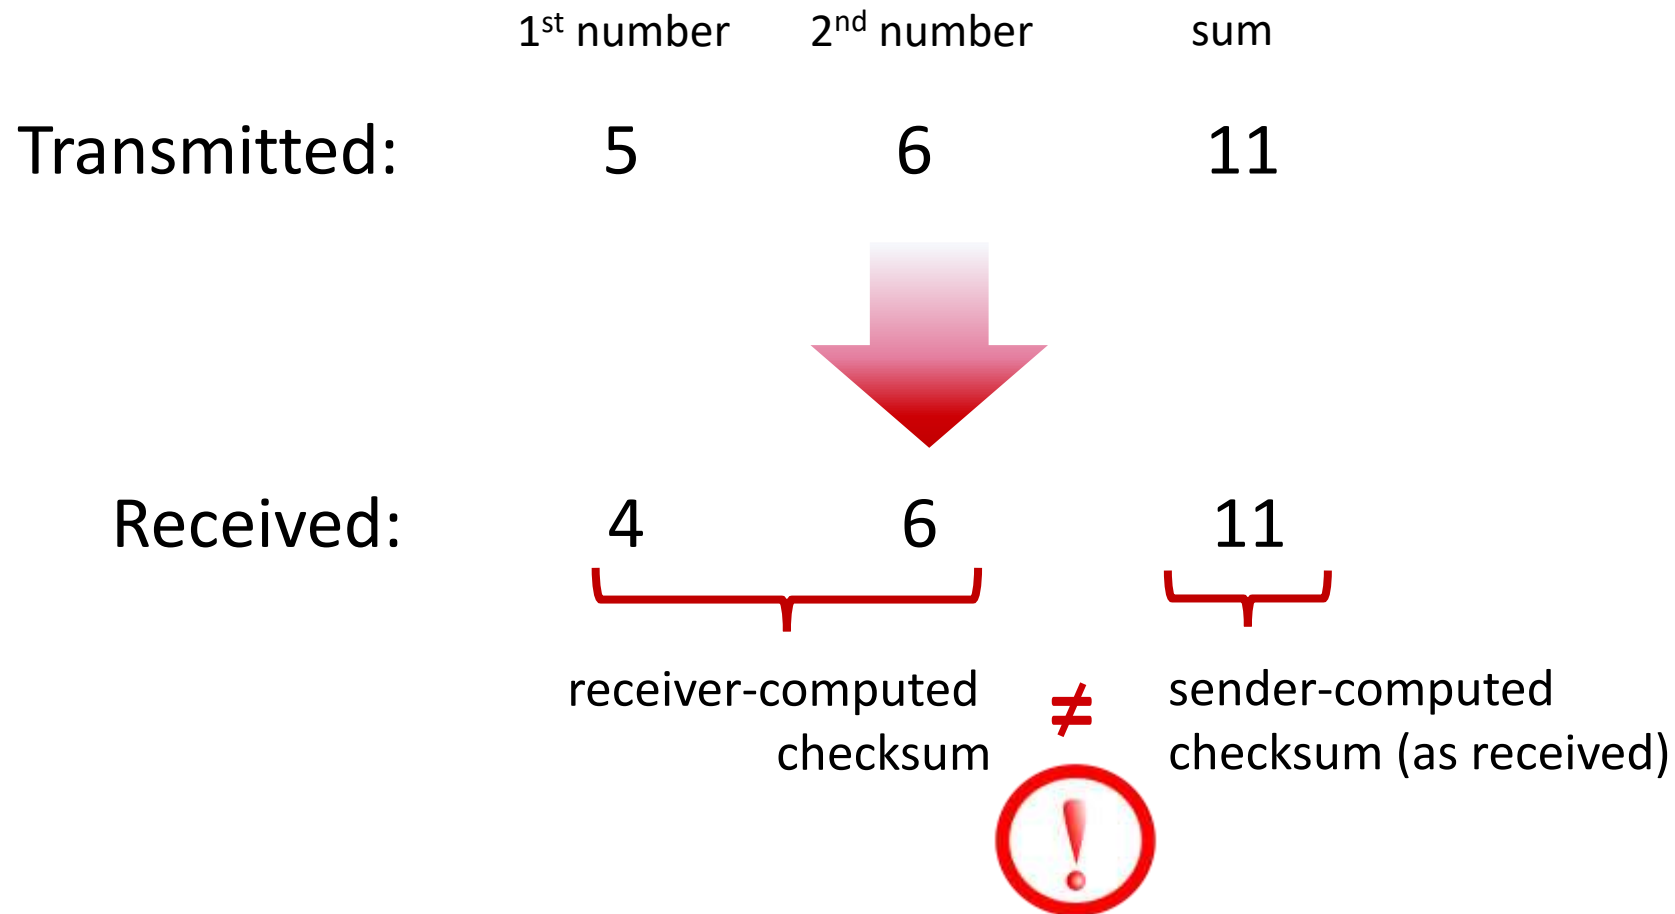 1st number 2nd number sum
Transmitted: 5 6 11
Received: 4 6 11
receiver-computed ≠ sender-computed
checksum checksum (as received)
!